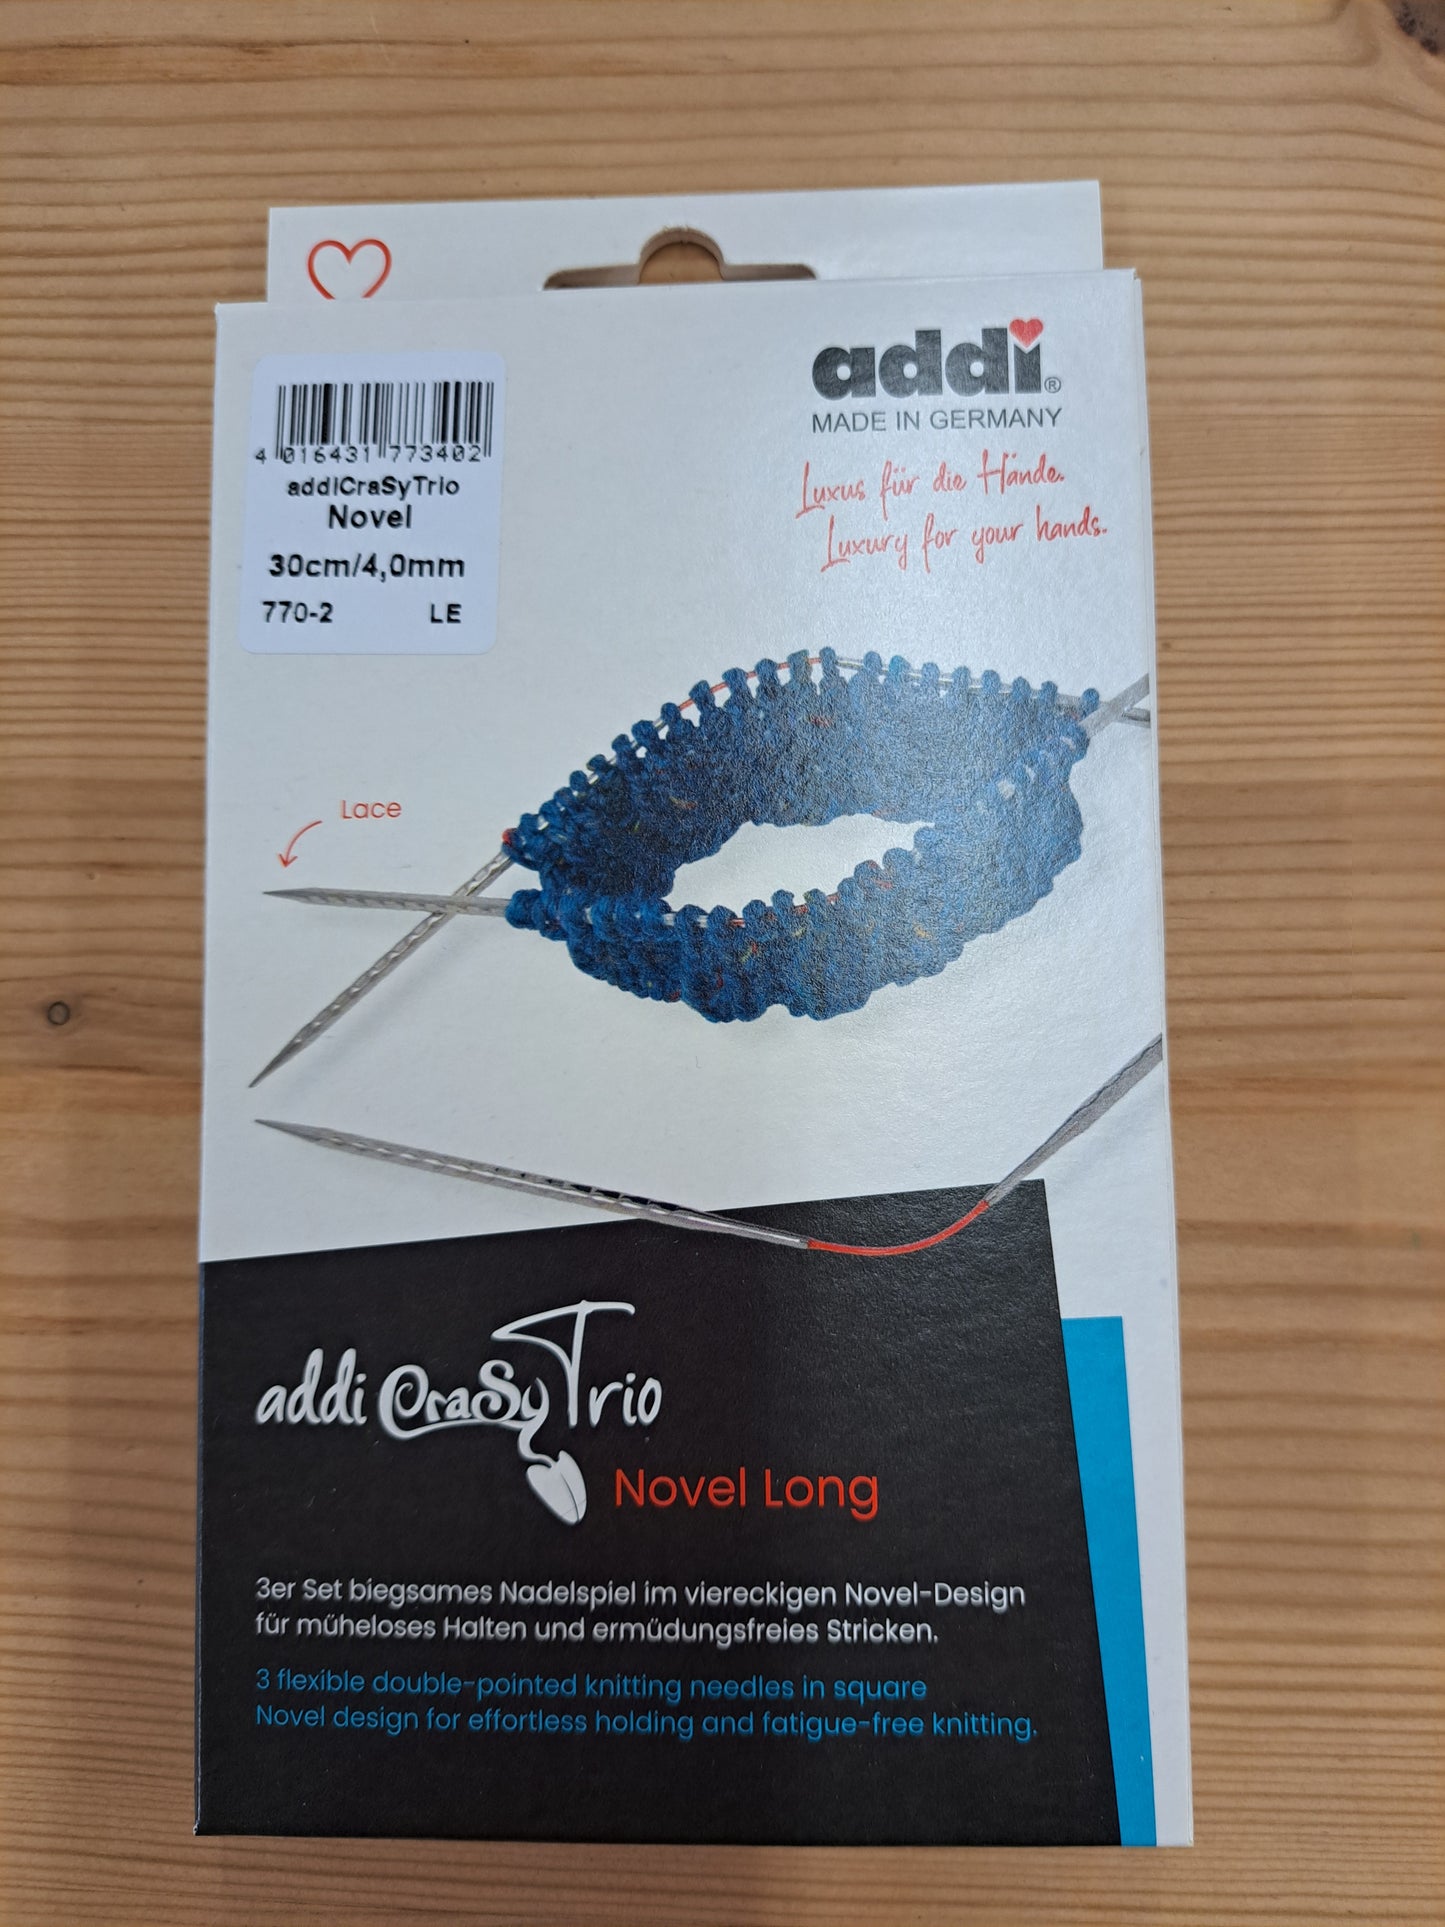 addi®
MADE IN GERMANY
Luxus für die Hände.
Luxury for your hands.
4 016431 773402
addiCraSyTrio
Novel
30cm/4,0mm
770-2 LE
Lace
addi CraSyTrio
Novel Long
3er Set biegsames Nadelspiel im viereckigen Novel-Design
für müheloses Halten und ermüdungsfreies Stricken.
3 flexible double-pointed knitting needles in square
Novel design for effortless holding and fatigue-free knitting.